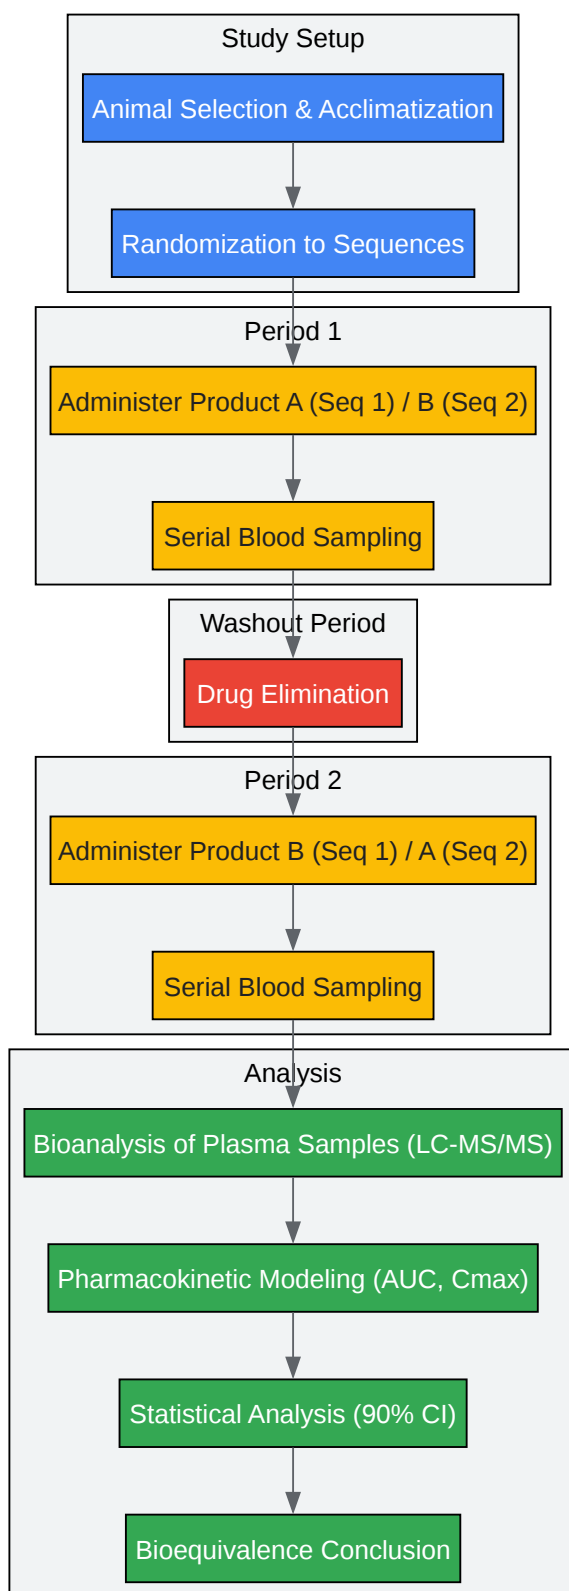 Study Setup
Animal Selection & Acclimatization
Randomization to Sequences
Period 1
Administer Product A (Seq 1) / B (Seq 2)
Serial Blood Sampling
Washout Period
Drug Elimination
Period 2
Administer Product B (Seq 1) / A (Seq 2)
Serial Blood Sampling
Analysis
Bioanalysis of Plasma Samples (LC-MS/MS)
Pharmacokinetic Modeling (AUC, Cmax)
Statistical Analysis (90% CI)
Bioequivalence Conclusion